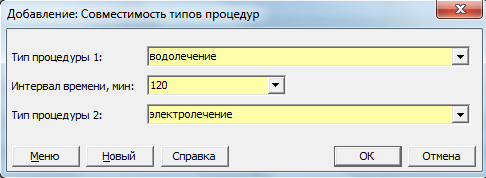 Добавление: Совместимость типов процедур
Тип процедуры 1: водолечение
Интервал времени, мин: 120
Тип процедуры 2: электролечение
Меню Новый Справка OK Отмена